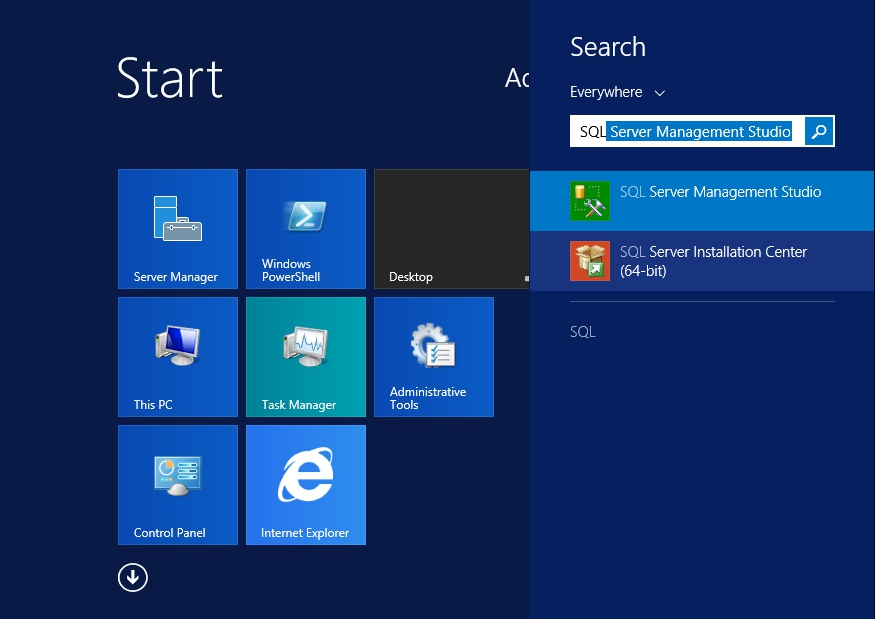 Start
Server Manager
Windows
PowerShell
Desktop
This PC
Task Manager
Administrative
Tools
Control Panel
Internet Explorer
Search
Everywhere
SQL Server Management Studio
SQL Server Management Studio
SQL Server Installation Center
(64-bit)
SQL